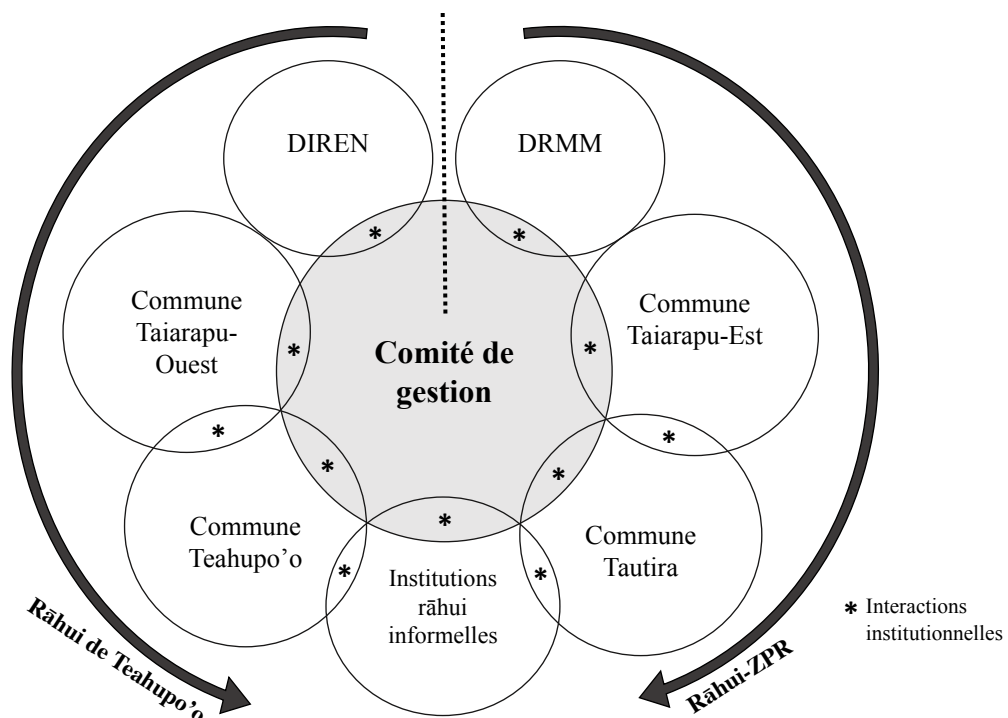 DIREN
DRMM
Commune
Taiarapu-
Ouest
Commune
Taiarapu-Est
Comité de
gestion
Commune
Teahupo’o
Institutions
rāhui
informelles
Commune
Tautira
* Interactions
institutionnelles
Rāhui de Teahupo’o
Rāhui-ZPR
*
*
*
*
*
*
*
*
*
*
*